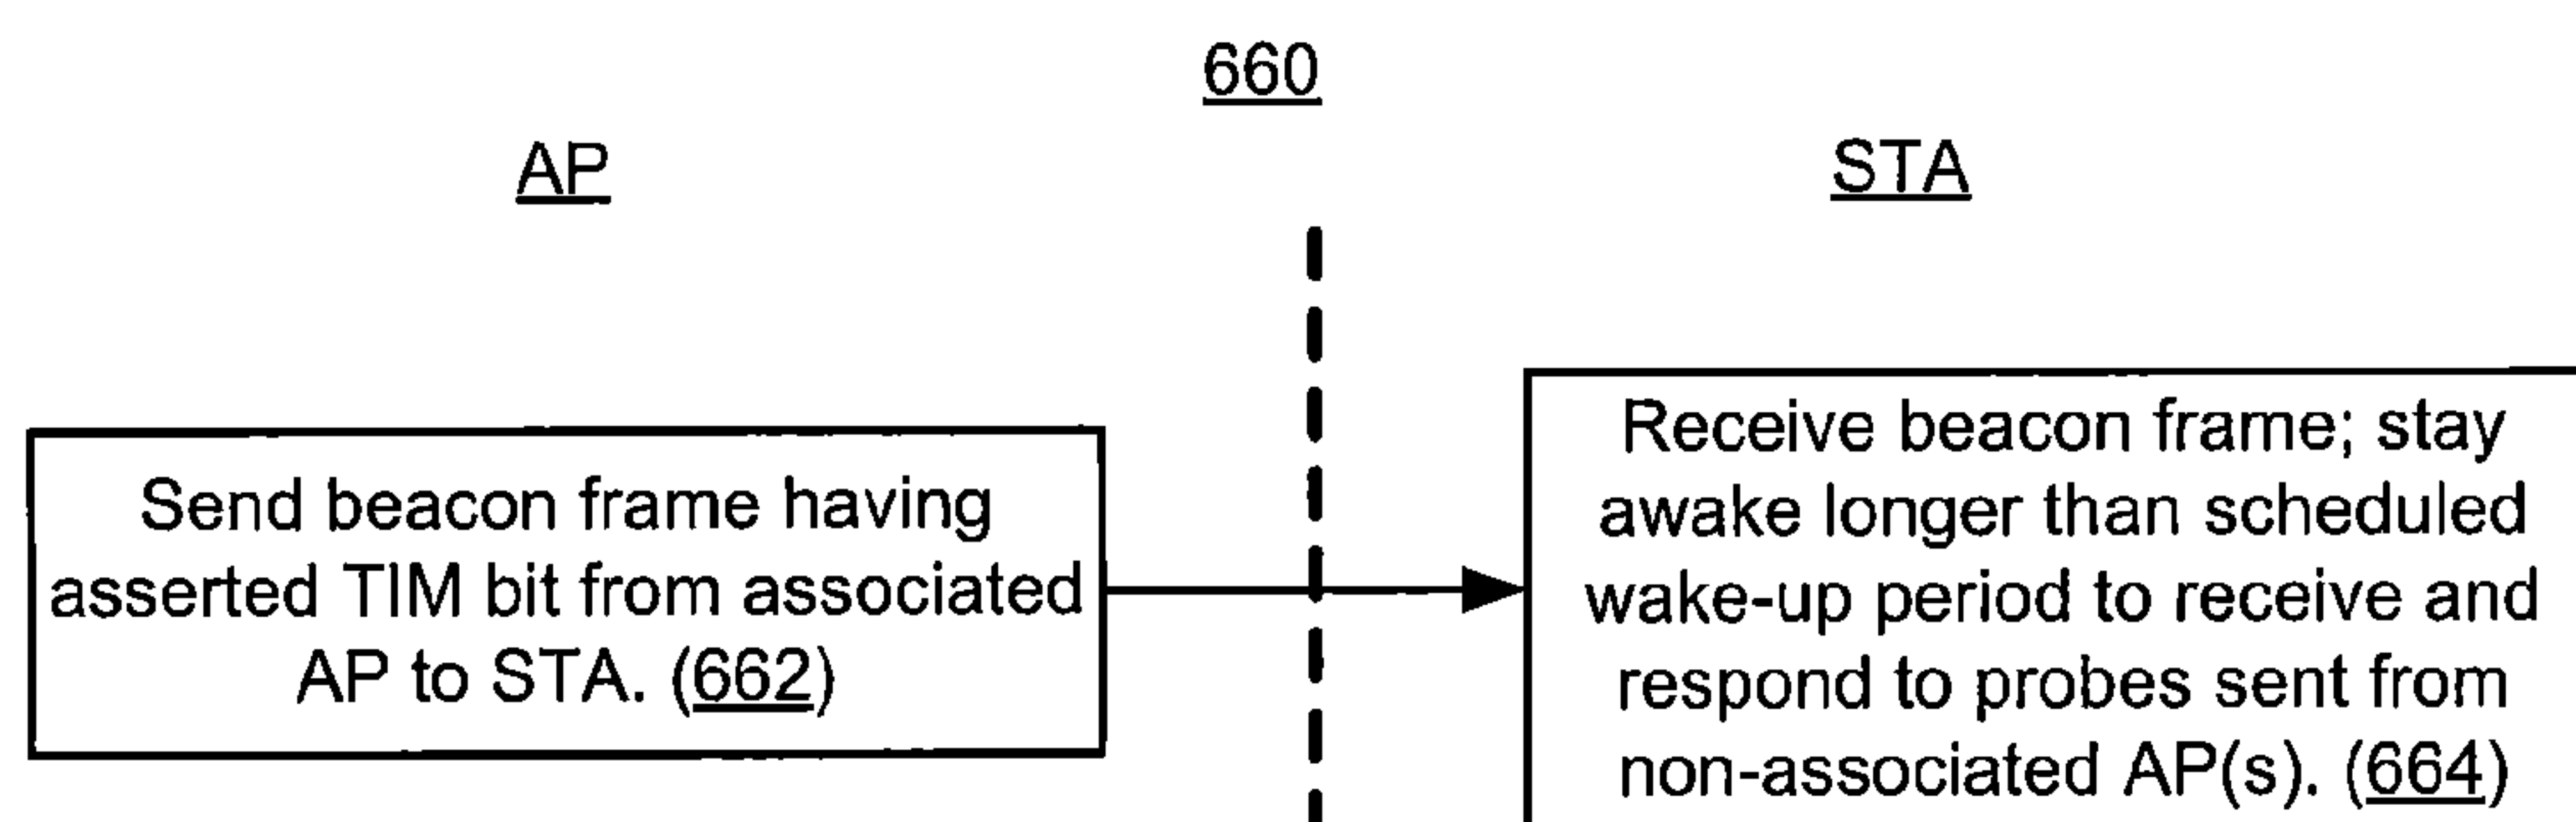 660
AP
STA
Send beacon frame having
asserted TIM bit from associated
AP to STA. (662)
Receive beacon frame; stay
awake longer than scheduled
wake-up period to receive and
respond to probes sent from
non-associated AP(s). (664)